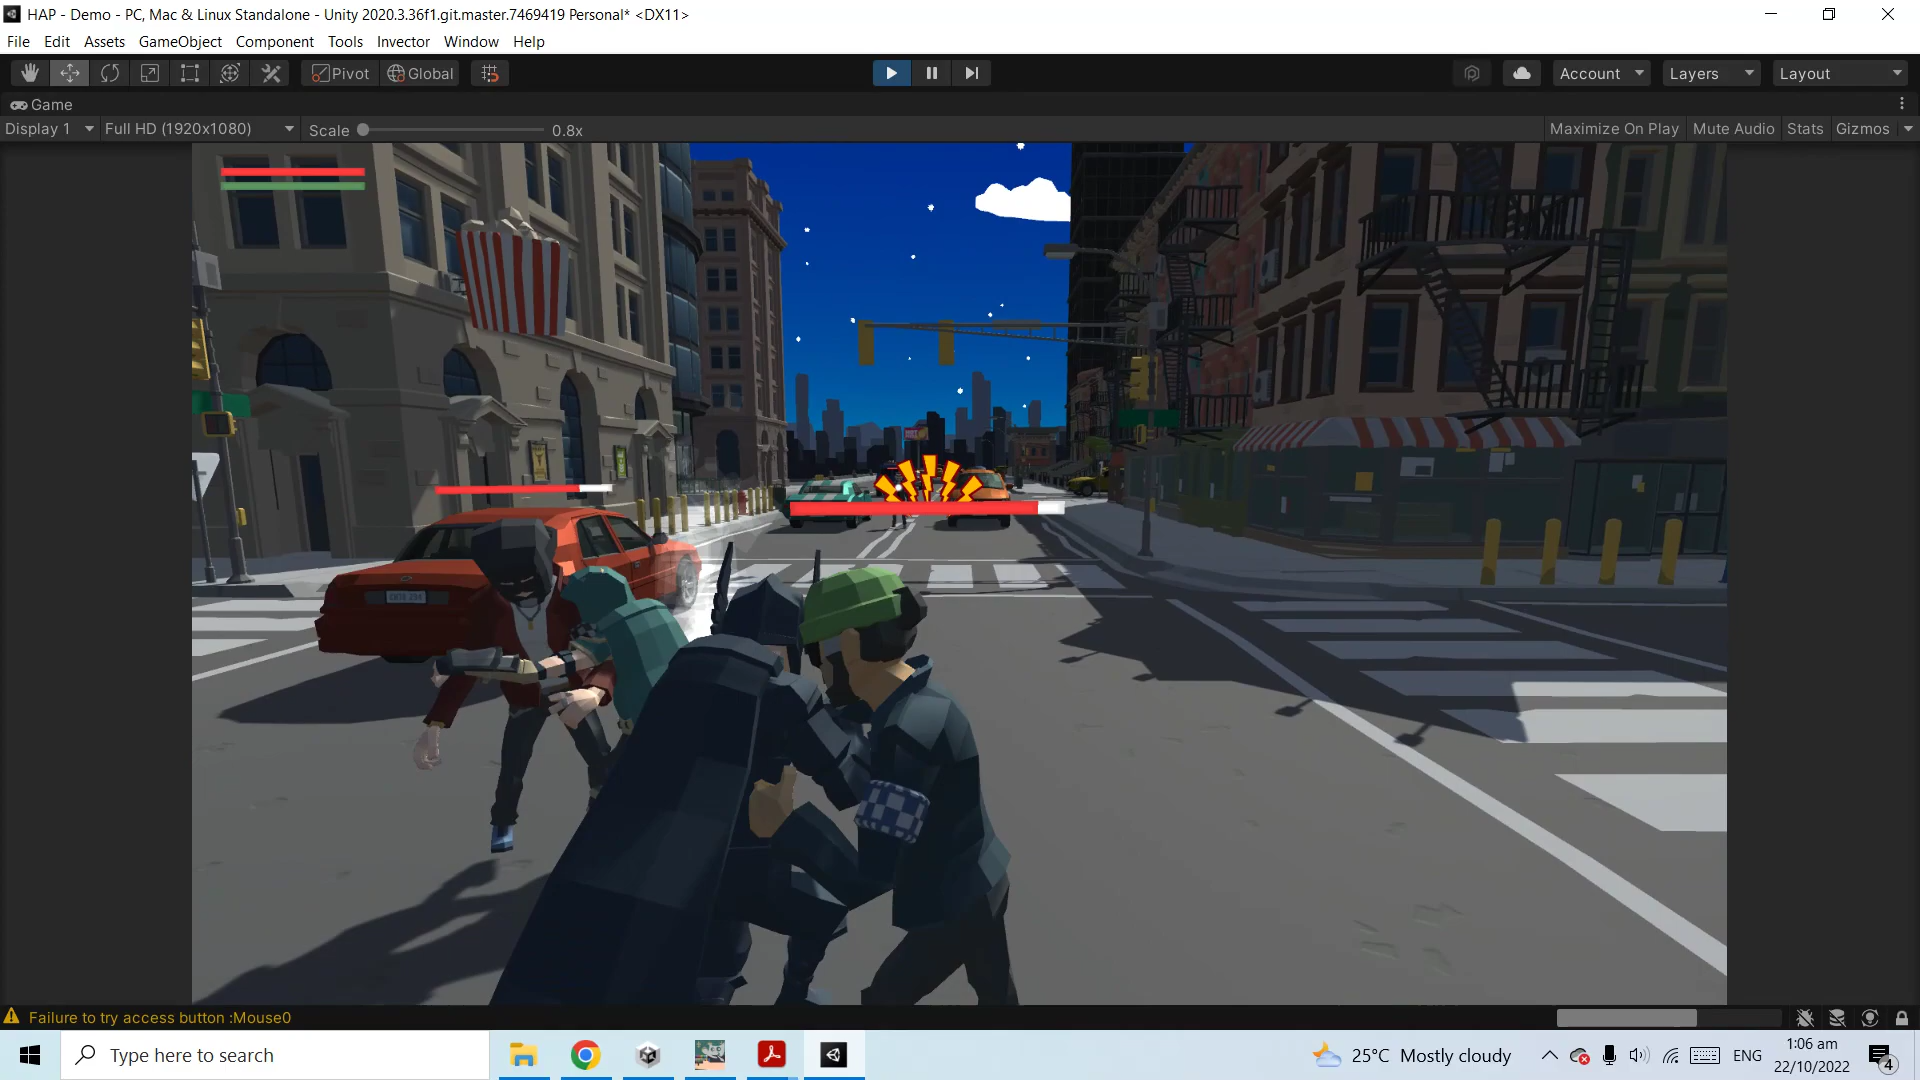 HAP - Demo - PC, Mac & Linux Standalone - Unity 2020.3.36f1.git.master.7469419 Personal* <DX11>
File Edit Assets GameObject Component Tools Invector Window Help
Pivot Global Account Layers Layout
Game
Display 1 Full HD (1920x1080) Scale 0.8x Maximize On Play Mute Audio Stats Gizmos
Failure to try access button :Mouse0
Type here to search
25°C Mostly cloudy
ENG
1:06 am
22/10/2022
4